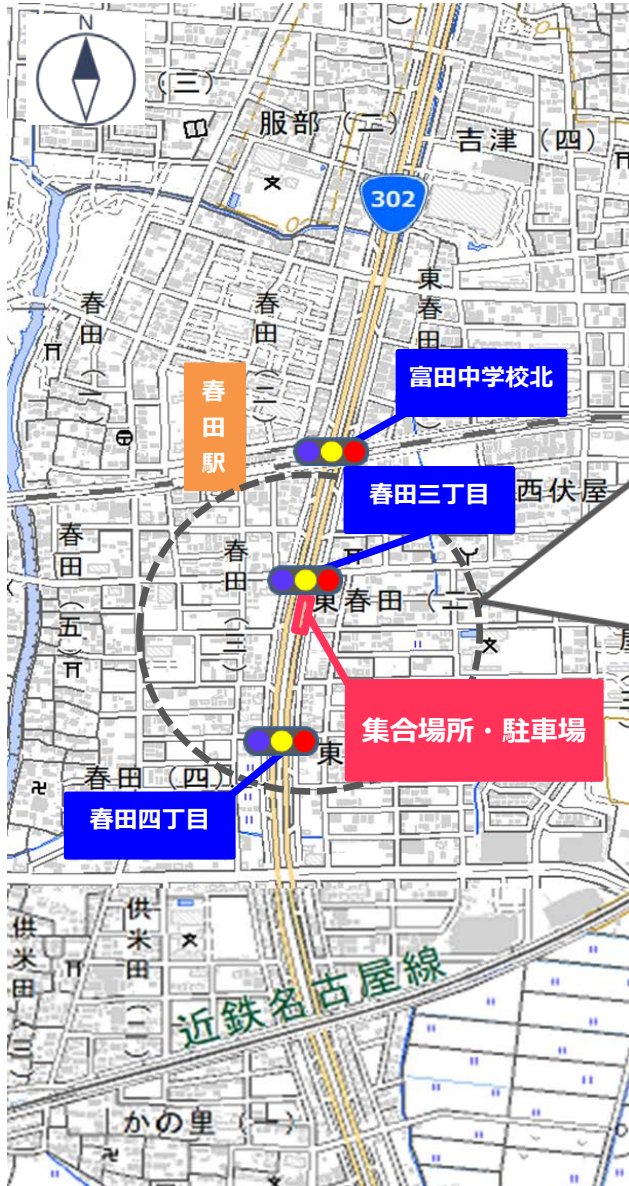 N
（三）
服部（三）
吉津（四）
302
春田（一）
春田（二）
東春田
富田中学校北
春田駅
春田三丁目
西伏屋
春田（五）
春田（三）
東春田（二）
集合場所・駐車場
東
春田（四）
春田四丁目
供米田（三）
供米田（二）
近鉄名古屋線
かの里（一）